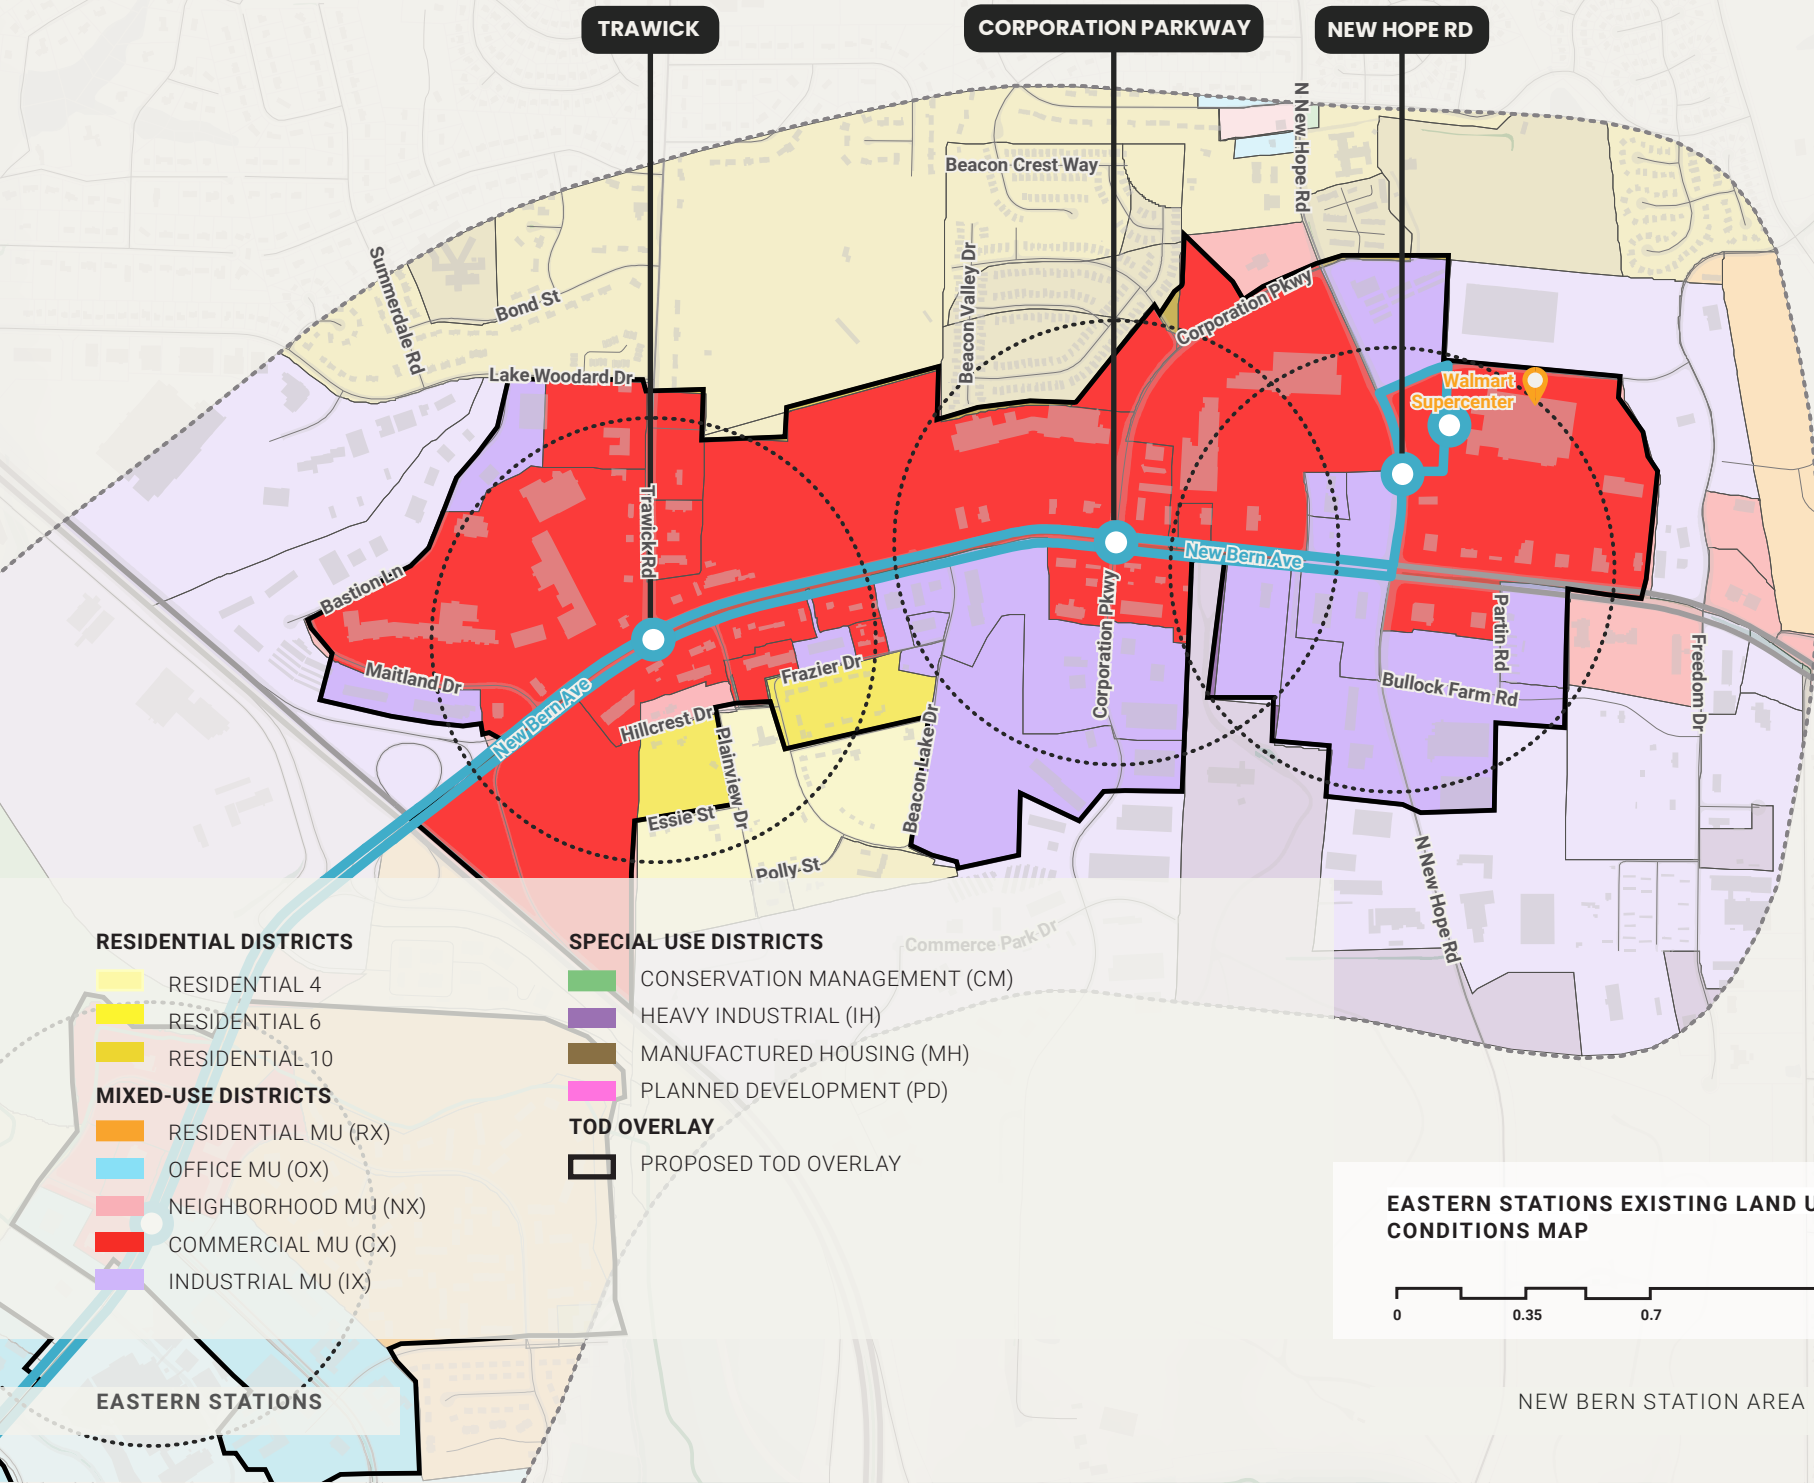 TRAWICK
CORPORATION PARKWAY
NEW HOPE RD
N New Hope Rd
Beacon Crest Way
Beacon Valley Dr
Summerdale Rd
Bond St
Corporation Pkwy
Lake Woodard Dr
Walmart
Supercenter
Trawick Rd
New Bern Ave
Bastion Ln
Corporation Pkwy
Partin Rd
Freedom Dr
Maitland Dr
Frazier Dr
Bullock Farm Rd
New Bern Ave
Hillcrest Dr
Plainview Dr
Beacon Lake Dr
Essie St
Polly St
N New Hope Rd
Commerce Park Dr
RESIDENTIAL DISTRICTS
RESIDENTIAL 4
RESIDENTIAL 6
RESIDENTIAL 10
MIXED-USE DISTRICTS
RESIDENTIAL MU (RX)
OFFICE MU (OX)
NEIGHBORHOOD MU (NX)
COMMERCIAL MU (CX)
INDUSTRIAL MU (IX)
SPECIAL USE DISTRICTS
CONSERVATION MANAGEMENT (CM)
HEAVY INDUSTRIAL (IH)
MANUFACTURED HOUSING (MH)
PLANNED DEVELOPMENT (PD)
TOD OVERLAY
PROPOSED TOD OVERLAY
EASTERN STATIONS EXISTING LAND U
CONDITIONS MAP
0 0.35 0.7
EASTERN STATIONS
NEW BERN STATION AREA